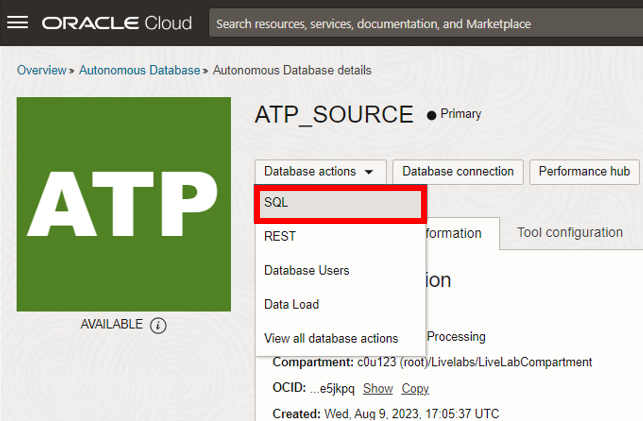 ORACLE Cloud
Search resources, services, documentation, and Marketplace
Overview » Autonomous Database » Autonomous Database details
ATP
AVAILABLE
ATP_SOURCE
Primary
Database actions
Database connection
Performance hub
SQL
REST
Database Users
Data Load
View all database actions
formation
Tool configuration
ion
Processing
Compartment: c0u123 (root)/Livelabs/LiveLabCompartment
OCID: ...e5jkpq Show Copy
Created: Wed, Aug 9, 2023, 17:05:37 UTC